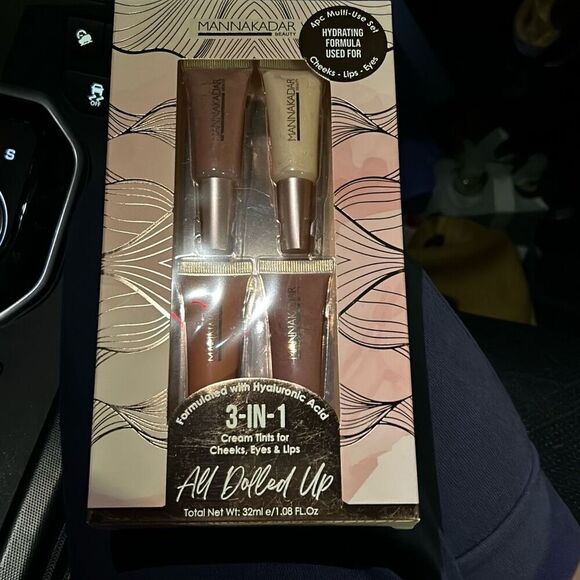 MANNAKADAR
BEAUTY
4pc Multi-Use Set
HYDRATING
FORMULA
USED FOR
Cheeks - Lips - Eyes
MANNAKADAR
MANNAKADAR
MANNAKADAR
Formulated with Hyaluronic Acid
3-IN-1
Cream Tints for
Cheeks, Eyes & Lips
All Dolled Up
Total Net Wt: 32ml e/1.08 FL.Oz
OFF
S